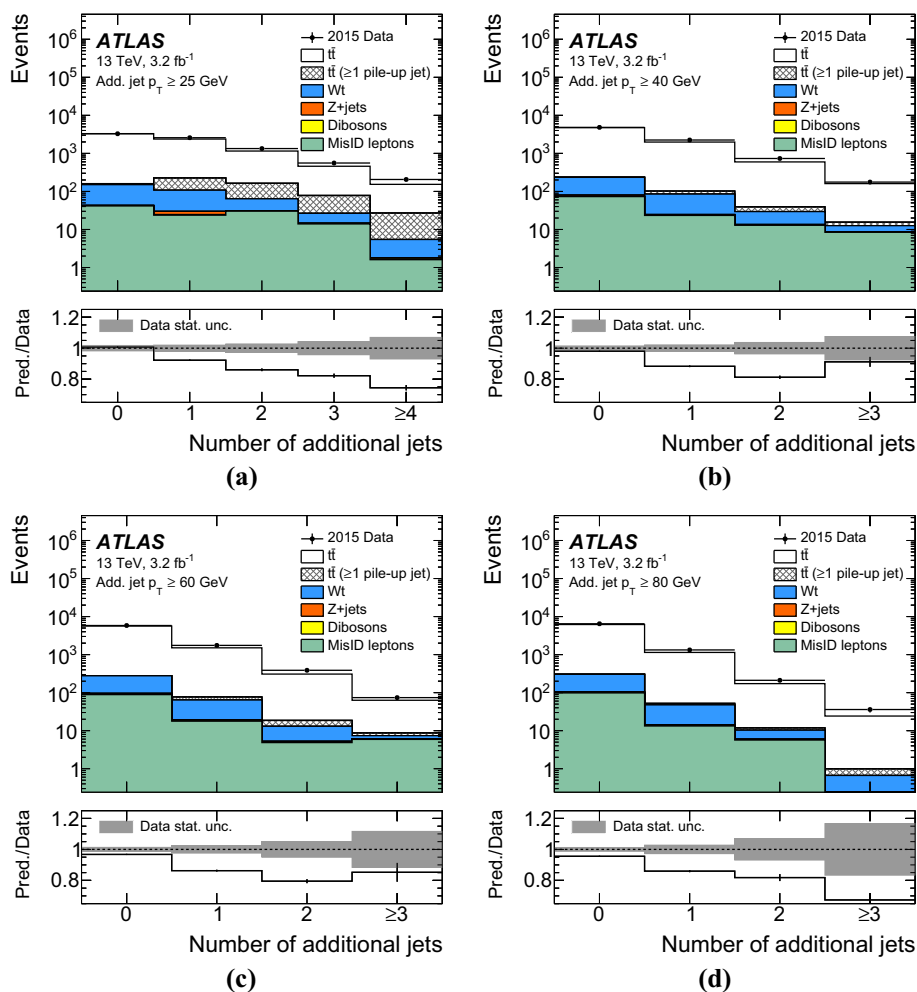 Events
10⁶
10⁵
10⁴
10³
10²
10
1
ATLAS
13 TeV, 3.2 fb⁻¹
Add. jet p_T ≥ 25 GeV
2015 Data
tt̄
tt̄ (≥1 pile-up jet)
Wt
Z+jets
Dibosons
MisID leptons
Pred./Data
1.2
1
0.8
Data stat. unc.
0 1 2 3 ≥4
Number of additional jets
(a)
Events
10⁶
10⁵
10⁴
10³
10²
10
1
ATLAS
13 TeV, 3.2 fb⁻¹
Add. jet p_T ≥ 40 GeV
2015 Data
tt̄
tt̄ (≥1 pile-up jet)
Wt
Z+jets
Dibosons
MisID leptons
Pred./Data
1.2
1
0.8
Data stat. unc.
0 1 2 ≥3
Number of additional jets
(b)
Events
10⁶
10⁵
10⁴
10³
10²
10
1
ATLAS
13 TeV, 3.2 fb⁻¹
Add. jet p_T ≥ 60 GeV
2015 Data
tt̄
tt̄ (≥1 pile-up jet)
Wt
Z+jets
Dibosons
MisID leptons
Pred./Data
1.2
1
0.8
Data stat. unc.
0 1 2 ≥3
Number of additional jets
(c)
Events
10⁶
10⁵
10⁴
10³
10²
10
1
ATLAS
13 TeV, 3.2 fb⁻¹
Add. jet p_T ≥ 80 GeV
2015 Data
tt̄
tt̄ (≥1 pile-up jet)
Wt
Z+jets
Dibosons
MisID leptons
Pred./Data
1.2
1
0.8
Data stat. unc.
0 1 2 ≥3
Number of additional jets
(d)